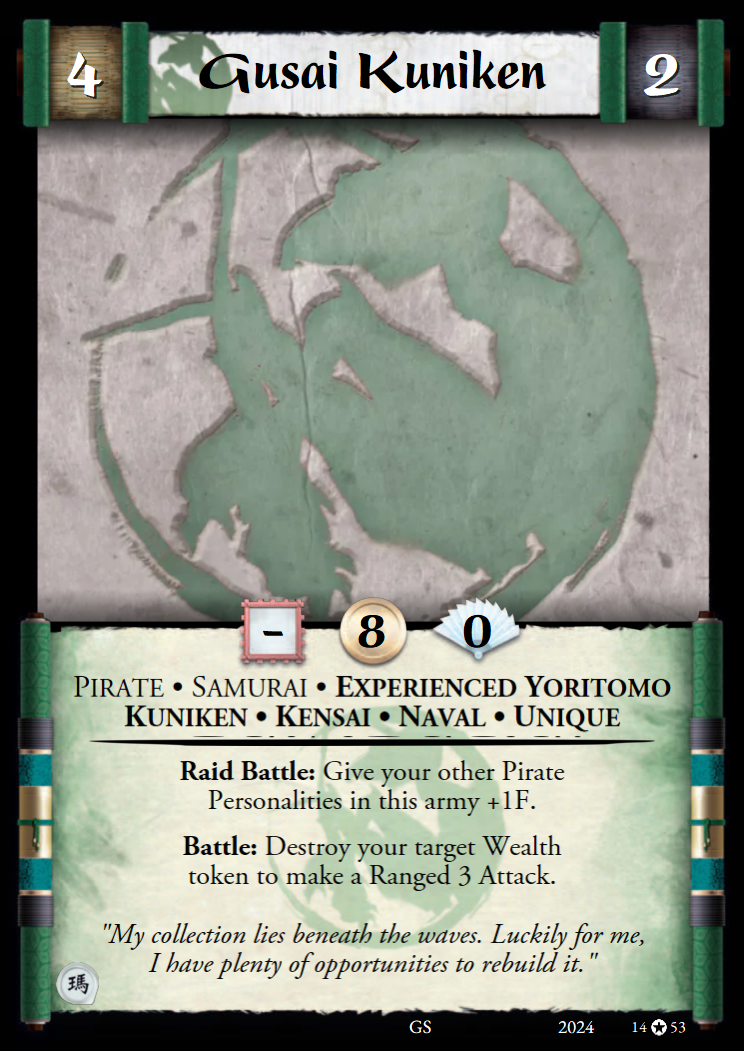 4 Gusai Kuniken 2
- 8 0
PIRATE • SAMURAI • EXPERIENCED YORITOMO
KUNIKEN • KENSAI • NAVAL • UNIQUE
Raid Battle: Give your other Pirate
Personalities in this army +1F.
Battle: Destroy your target Wealth
token to make a Ranged 3 Attack.
"My collection lies beneath the waves. Luckily for me,
I have plenty of opportunities to rebuild it."
瑪
GS 2024 14 ★ 53